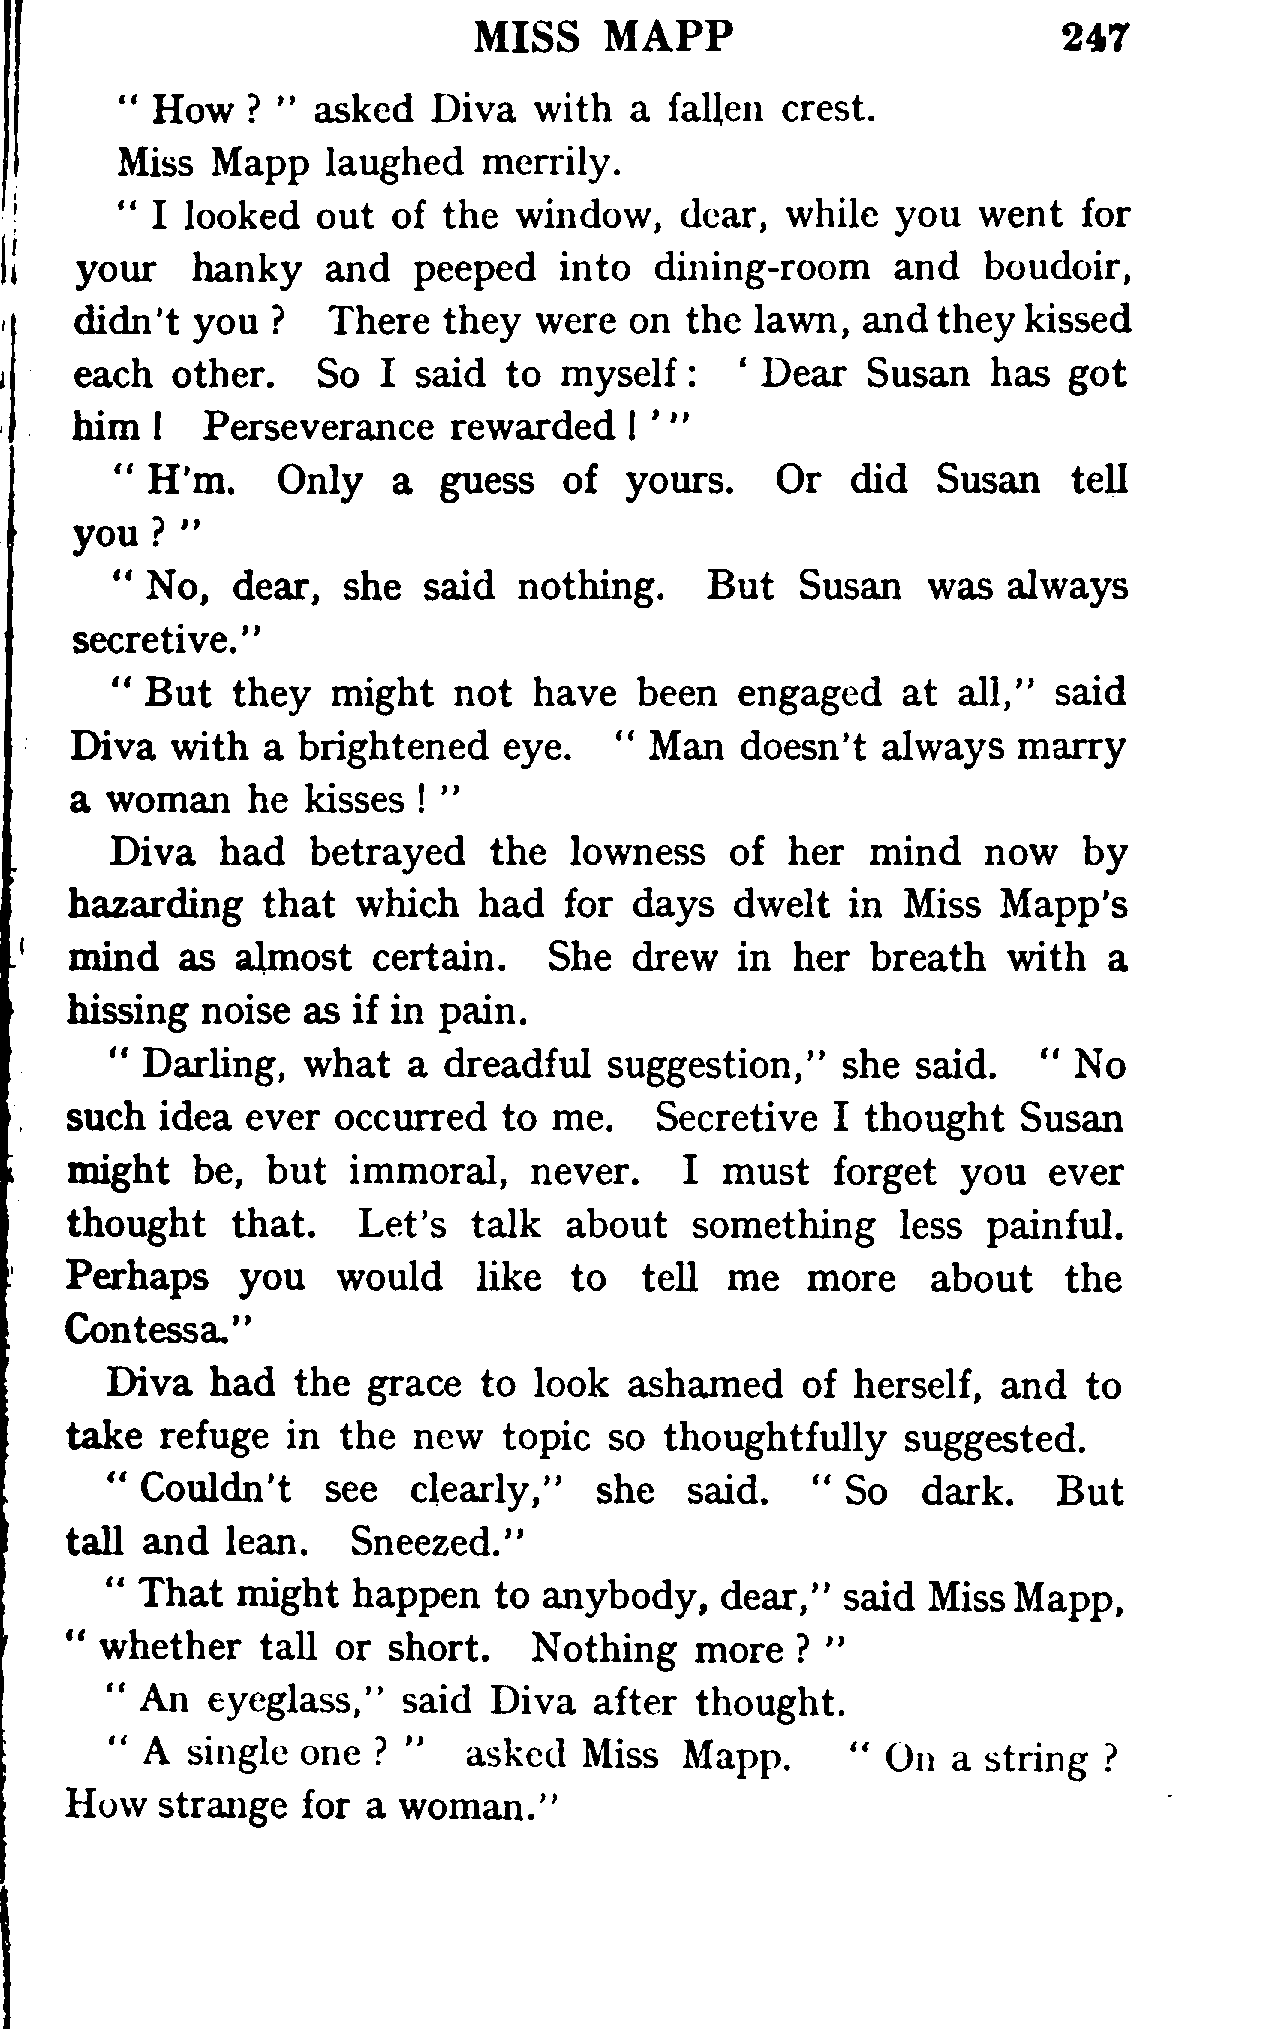 MISS MAPP 247
" How ? " asked Diva with a fallen crest.
Miss Mapp laughed merrily.
" I looked out of the window, dear, while you went for
your hanky and peeped into dining-room and boudoir,
didn't you ? There they were on the lawn, and they kissed
each other. So I said to myself : ' Dear Susan has got
him ! Perseverance rewarded ! ' "
" H'm. Only a guess of yours. Or did Susan tell
you ? "
" No, dear, she said nothing. But Susan was always
secretive."
" But they might not have been engaged at all," said
Diva with a brightened eye. " Man doesn't always marry
a woman he kisses ! "
Diva had betrayed the lowness of her mind now by
hazarding that which had for days dwelt in Miss Mapp's
mind as almost certain. She drew in her breath with a
hissing noise as if in pain.
" Darling, what a dreadful suggestion," she said. " No
such idea ever occurred to me. Secretive I thought Susan
might be, but immoral, never. I must forget you ever
thought that. Let's talk about something less painful.
Perhaps you would like to tell me more about the
Contessa."
Diva had the grace to look ashamed of herself, and to
take refuge in the new topic so thoughtfully suggested.
" Couldn't see clearly," she said. " So dark. But
tall and lean. Sneezed."
" That might happen to anybody, dear," said Miss Mapp,
" whether tall or short. Nothing more ? "
" An eyeglass," said Diva after thought.
" A single one ? " asked Miss Mapp. " On a string ?
How strange for a woman."